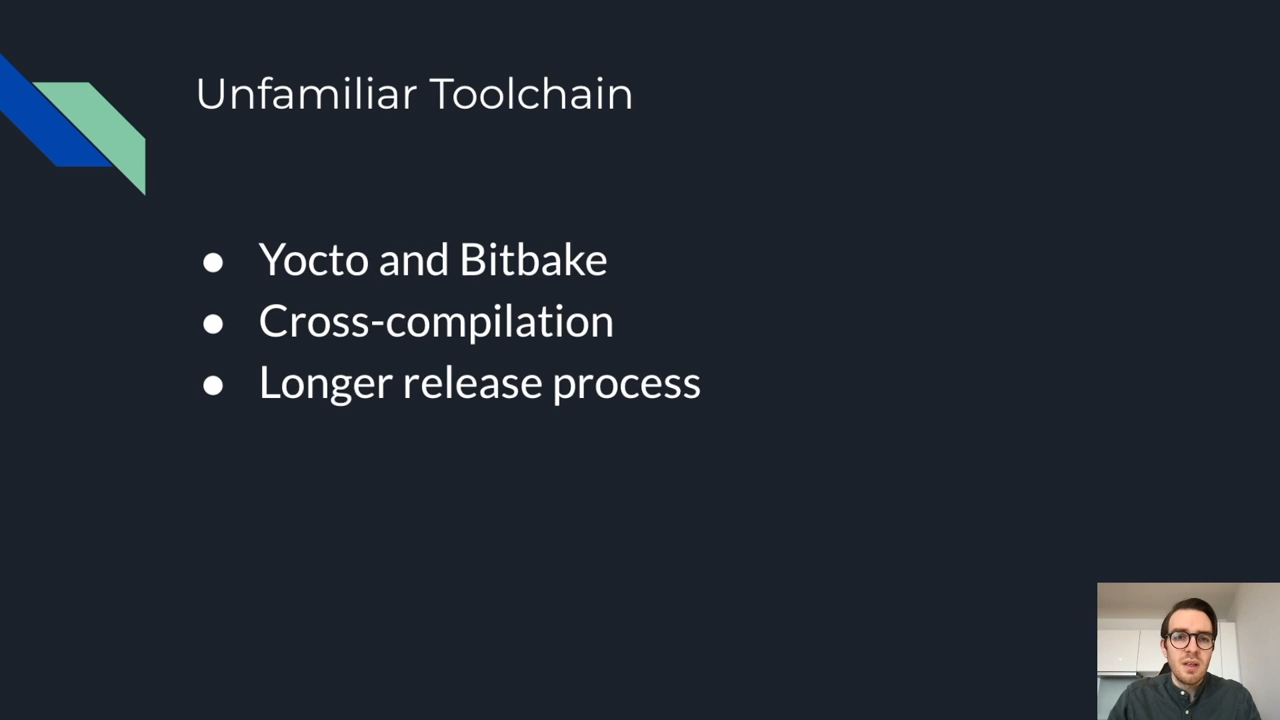 Unfamiliar Toolchain
● Yocto and Bitbake
● Cross-compilation
● Longer release process